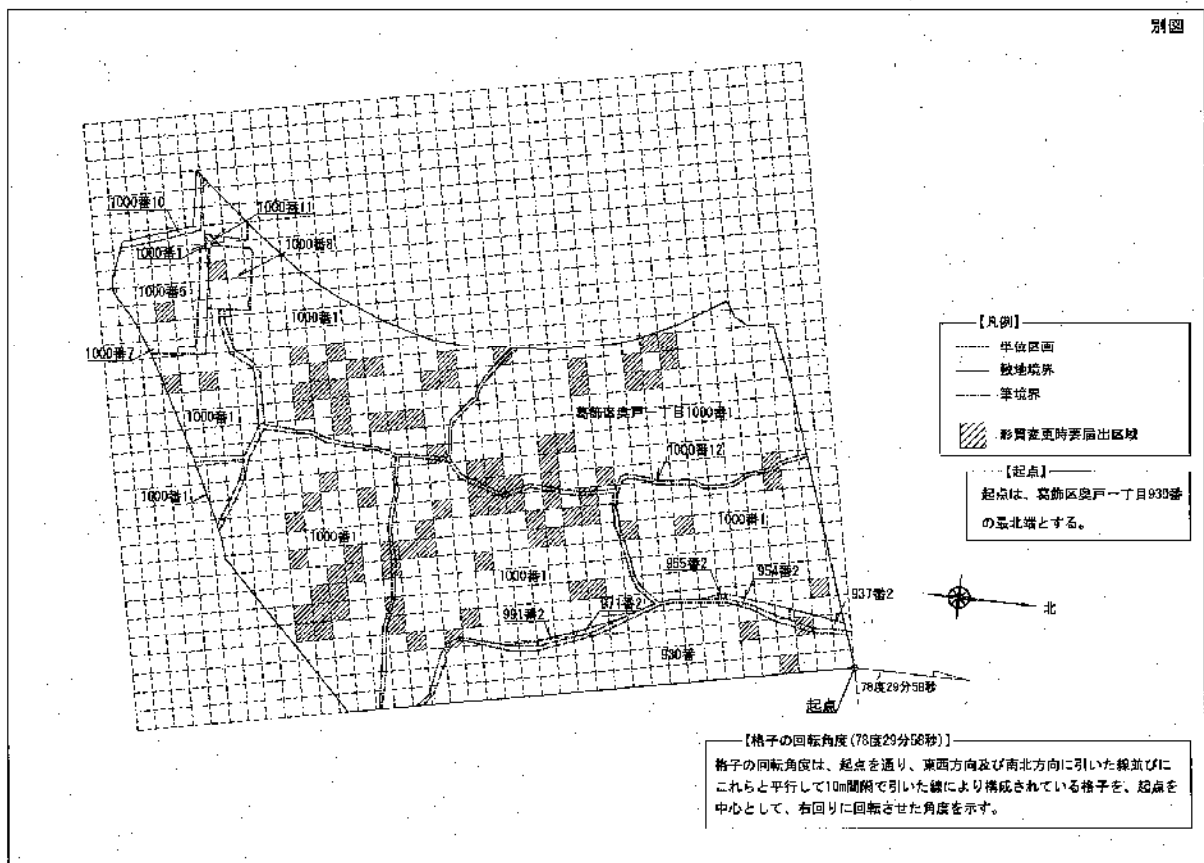 別図
1000番10
1000番11
1000番1
1000番8
1000番5
1000番1
1000番7
1000番1
葛飾区奥戸一丁目1000番1
1000番12
1000番1
1000番1
1000番1
1000番1
955番2
954番2
937番2
971番2
991番2
930番
起点
78度29分58秒
北
【凡例】
単位区画
敷地境界
筆境界
形質変更時要届出区域
【起点】
起点は、葛飾区奥戸一丁目930番
の最北端とする。
【格子の回転角度(78度29分58秒)】
格子の回転角度は、起点を通り、東西方向及び南北方向に引いた線並びに
これらと平行して10m間隔で引いた線により構成されている格子を、起点を
中心として、右回りに回転させた角度を示す。